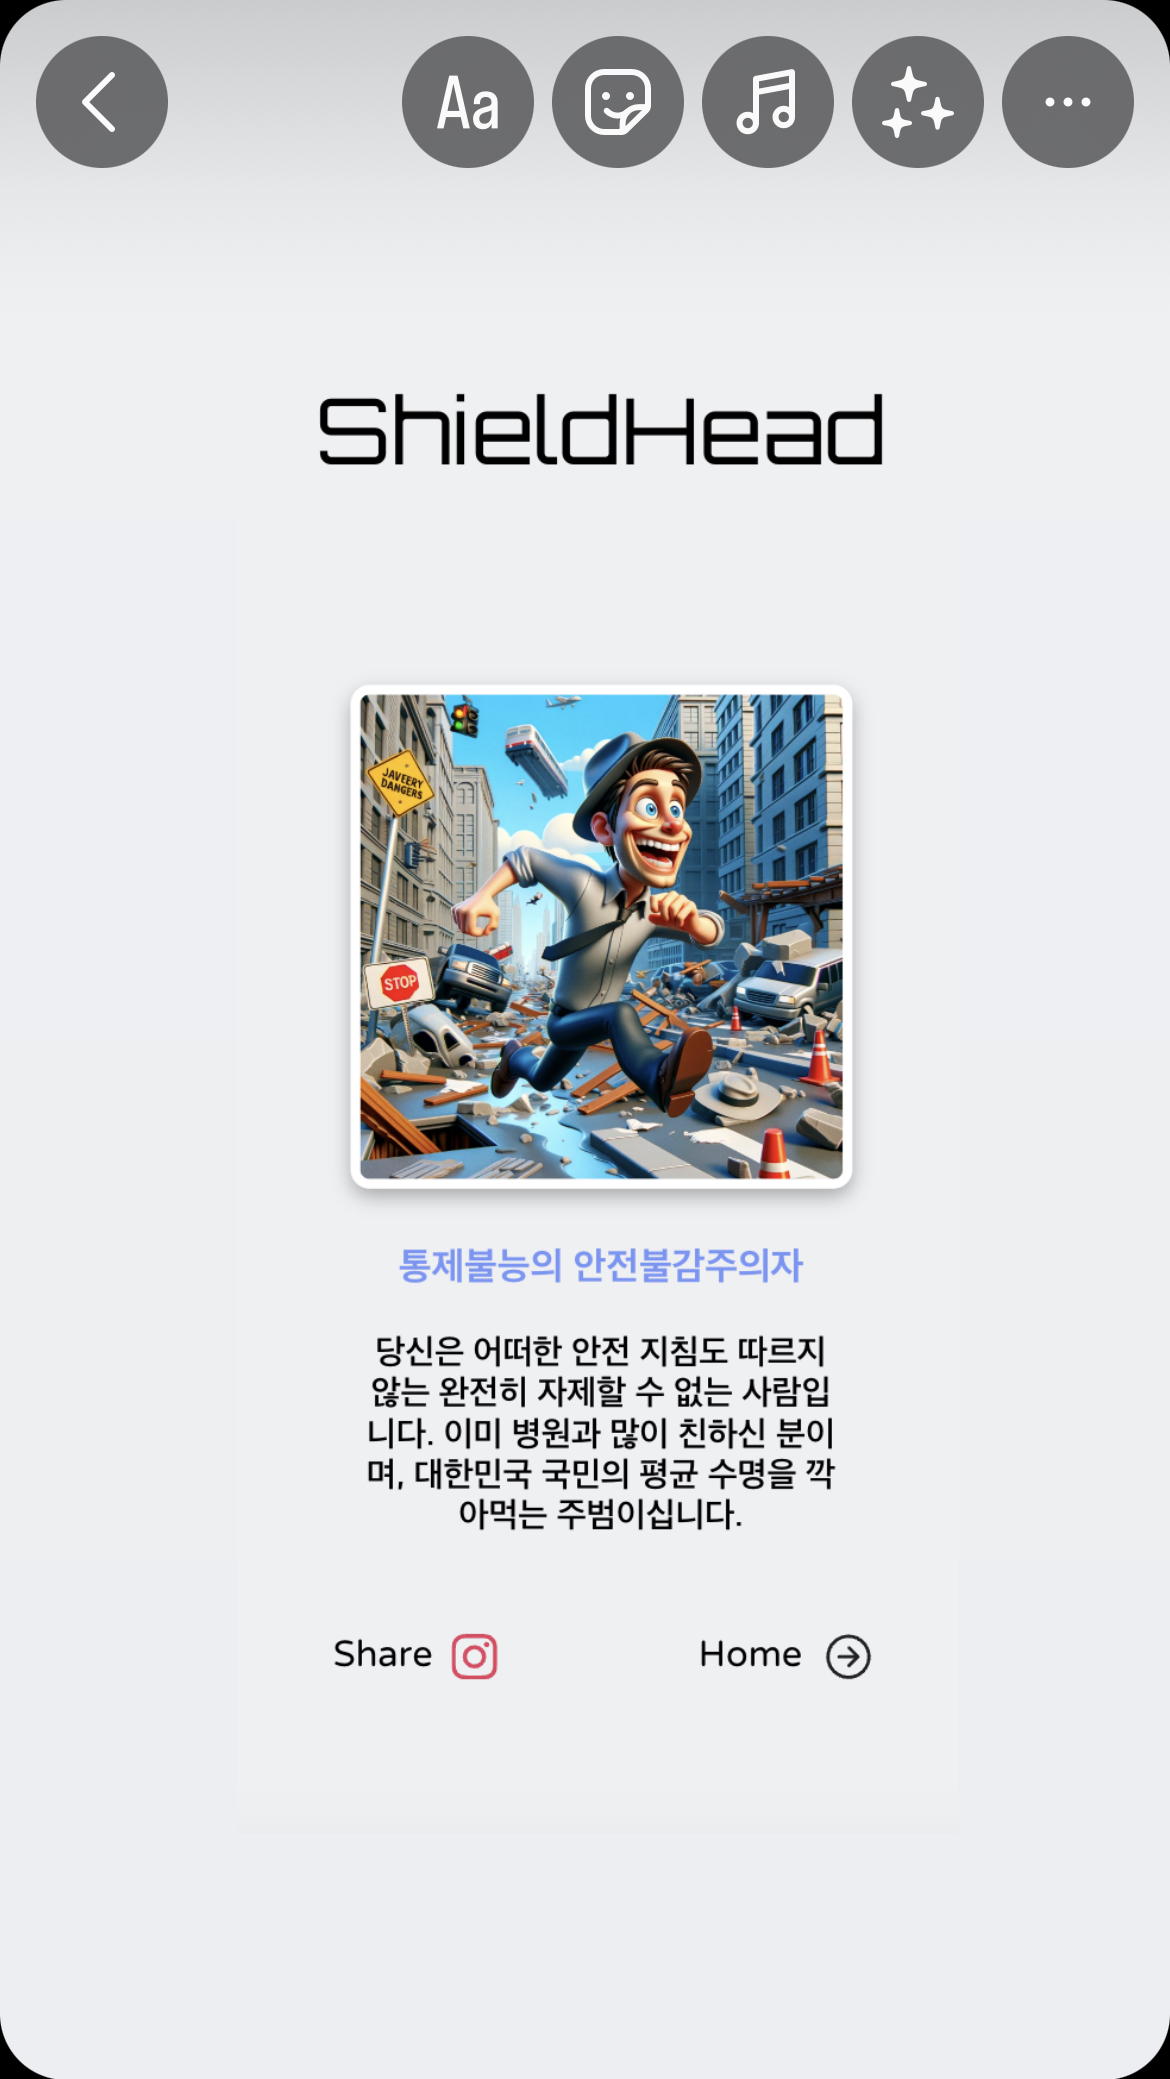 Aa
ShieldHead
JAVEERY
DANGERS
STOP
통제불능의 안전불감주의자
당신은 어떠한 안전 지침도 따르지
않는 완전히 자제할 수 없는 사람입
니다. 이미 병원과 많이 친하신 분이
며, 대한민국 국민의 평균 수명을 깍
아먹는 주범이십니다.
Share
Home